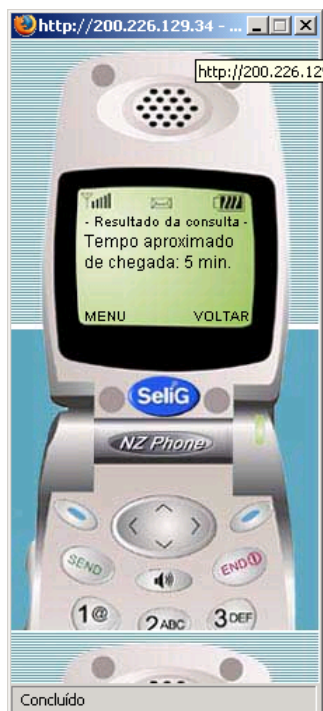 http://200.226.129.34 - ...
http://200.226.12
- Resultado da consulta -
Tempo aproximado
de chegada: 5 min.
MENU VOLTAR
SeliG
NZ Phone
SEND
END
1@
2ABC
3DEF
Concluído